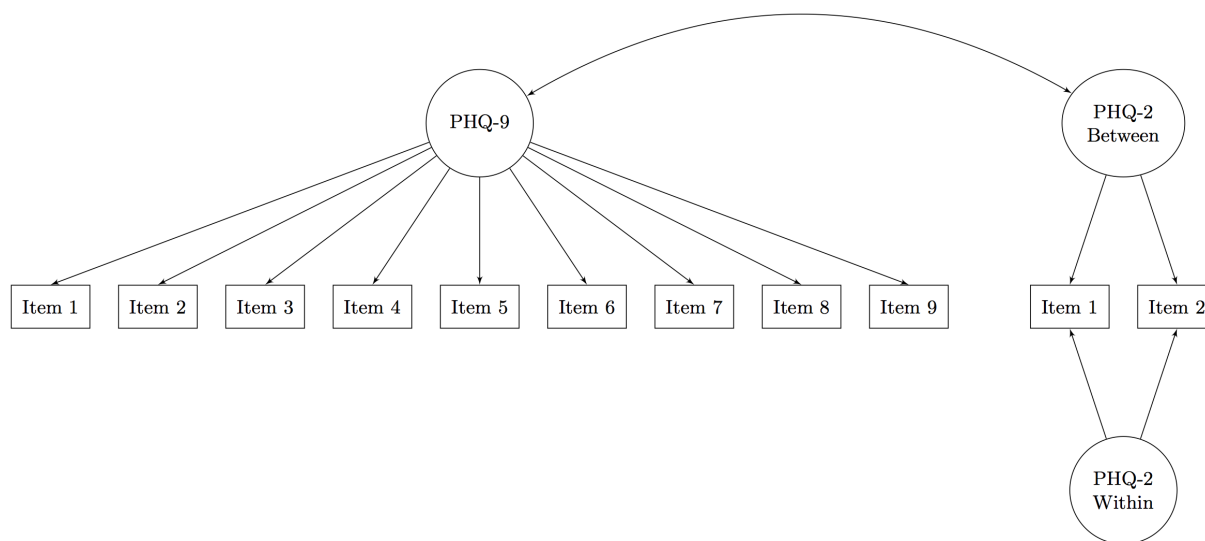 PHQ-9
PHQ-2
Between
Item 1
Item 2
Item 3
Item 4
Item 5
Item 6
Item 7
Item 8
Item 9
Item 1
Item 2
PHQ-2
Within